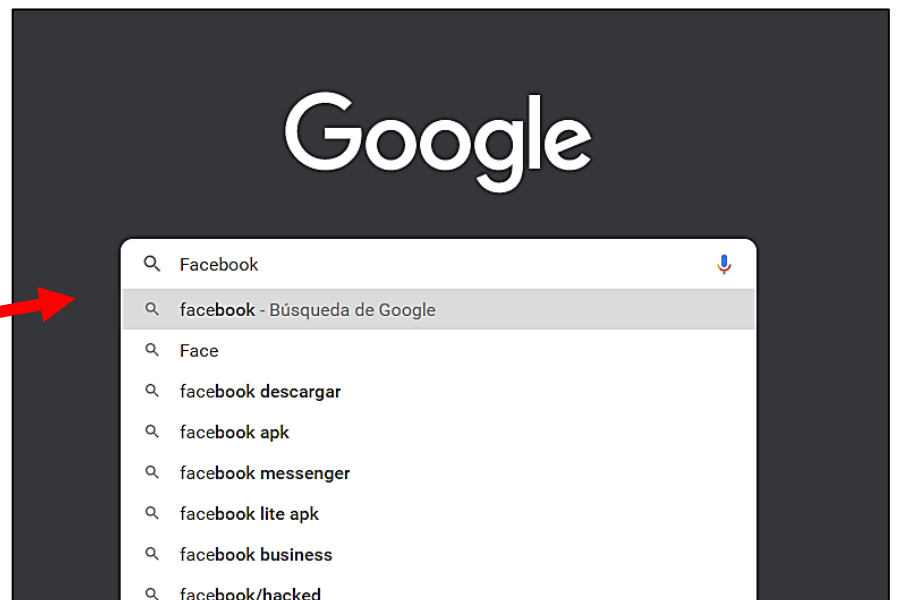 Google
Facebook
facebook - Búsqueda de Google
Face
facebook descargar
facebook apk
facebook messenger
facebook lite apk
facebook business
facebook/hacked